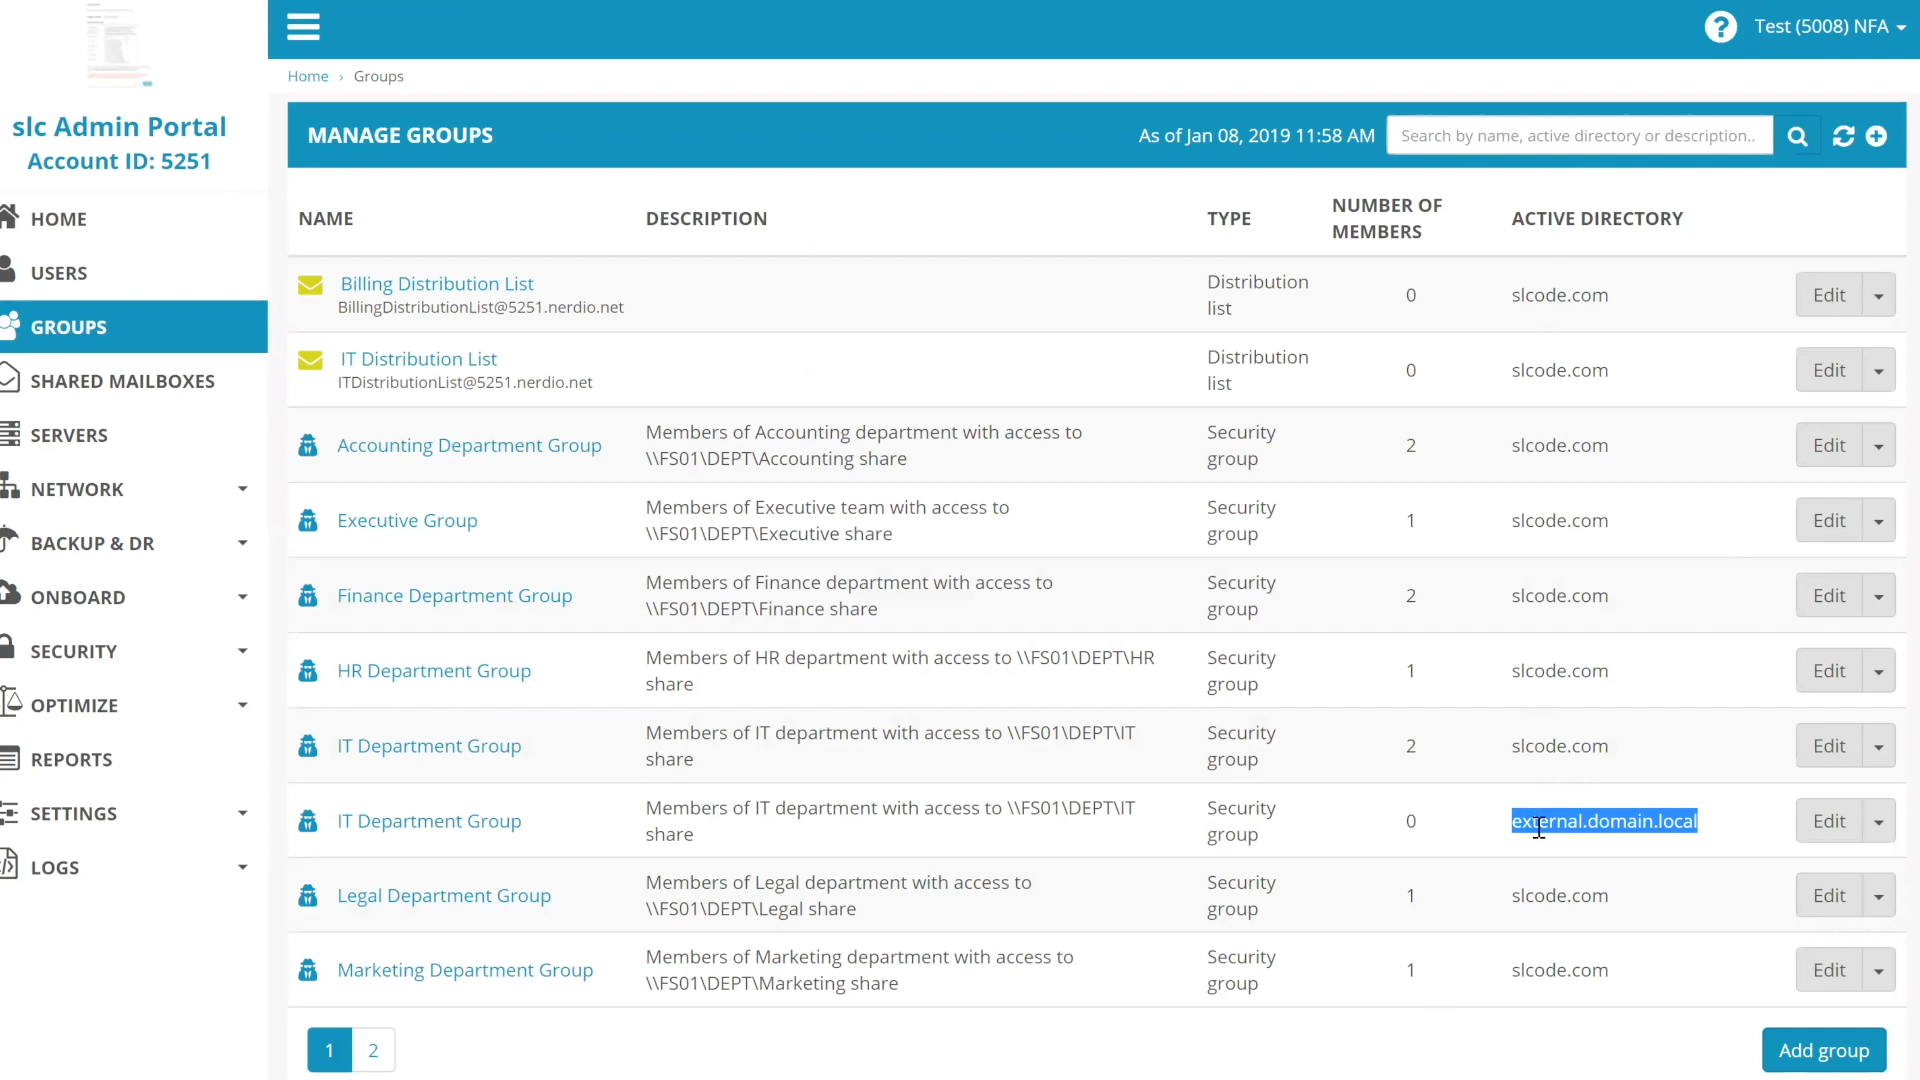 Test (5008) NFA
Home › Groups
slc Admin Portal
Account ID: 5251
HOME
USERS
GROUPS
SHARED MAILBOXES
SERVERS
NETWORK
BACKUP & DR
ONBOARD
SECURITY
OPTIMIZE
REPORTS
SETTINGS
LOGS
MANAGE GROUPS
As of Jan 08, 2019 11:58 AM
Search by name, active directory or description..
NAME DESCRIPTION TYPE NUMBER OF MEMBERS ACTIVE DIRECTORY
Billing Distribution List Distribution 0 slcode.com Edit
BillingDistributionList@5251.nerdio.net list
IT Distribution List Distribution 0 slcode.com Edit
ITDistributionList@5251.nerdio.net list
Accounting Department Group Members of Accounting department with access to Security 2 slcode.com Edit
\\FS01\DEPT\Accounting share group
Executive Group Members of Executive team with access to Security 1 slcode.com Edit
\\FS01\DEPT\Executive share group
Finance Department Group Members of Finance department with access to Security 2 slcode.com Edit
\\FS01\DEPT\Finance share group
HR Department Group Members of HR department with access to \\FS01\DEPT\HR Security 1 slcode.com Edit
share group
IT Department Group Members of IT department with access to \\FS01\DEPT\IT Security 2 slcode.com Edit
share group
IT Department Group Members of IT department with access to \\FS01\DEPT\IT Security 0 external.domain.local Edit
share group
Legal Department Group Members of Legal department with access to Security 1 slcode.com Edit
\\FS01\DEPT\Legal share group
Marketing Department Group Members of Marketing department with access to Security 1 slcode.com Edit
\\FS01\DEPT\Marketing share group
1 2 Add group